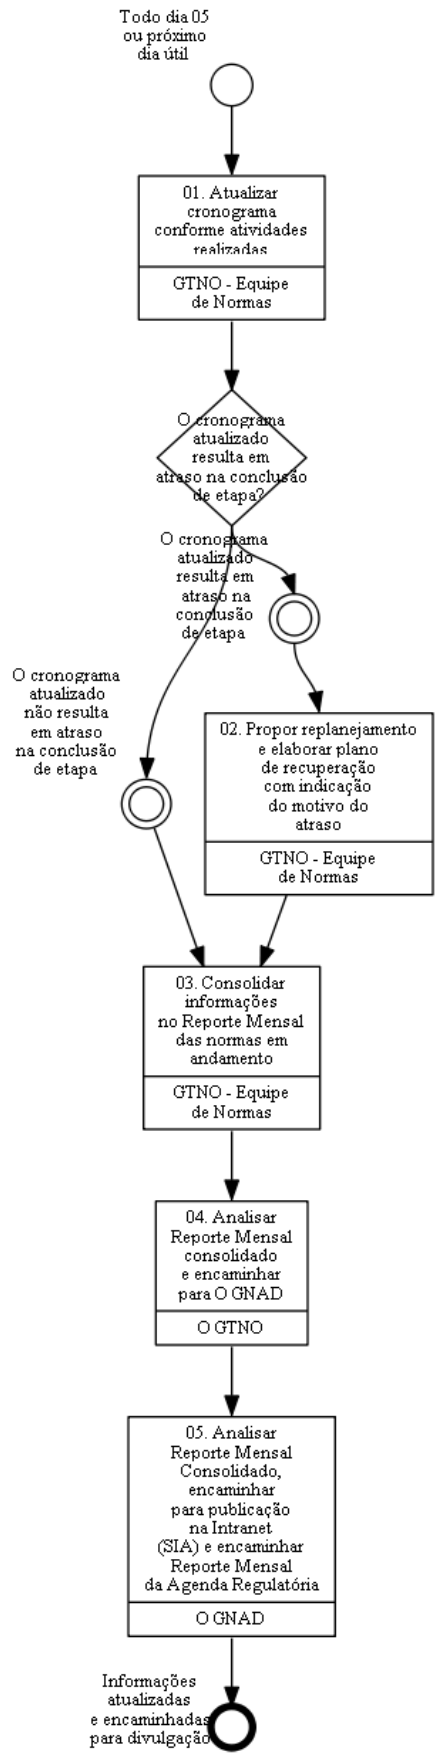 Todo dia 05
ou próximo
dia útil
01. Atualizar
cronograma
conforme atividades
realizadas
GTNO - Equipe
de Normas
O cronograma
atualizado
resulta em
atraso na conclusão
de etapa?
O cronograma
atualizado
resulta em
atraso na
conclusão
de etapa
O cronograma
atualizado
não resulta
em atraso
na conclusão
de etapa
02. Propor replanejamento
e elaborar plano
de recuperação
com indicação
do motivo do
atraso
GTNO - Equipe
de Normas
03. Consolidar
informações
no Reporte Mensal
das normas em
andamento
GTNO - Equipe
de Normas
04. Analisar
Reporte Mensal
consolidado
e encaminhar
para O GNAD
O GTNO
05. Analisar
Reporte Mensal
Consolidado,
encaminhar
para publicação
na Intranet
(SIA) e encaminhar
Reporte Mensal
da Agenda Regulatória
O GNAD
Informações
atualizadas
e encaminhadas
para divulgação